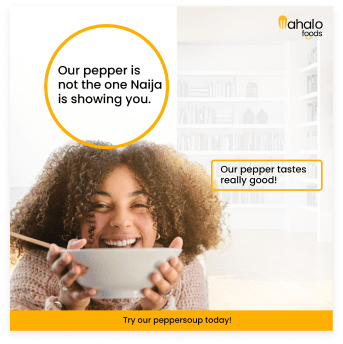 mahalo
foods
Our pepper is
not the one Naija
is showing you.
Our pepper tastes
really good!
Try our peppersoup today!